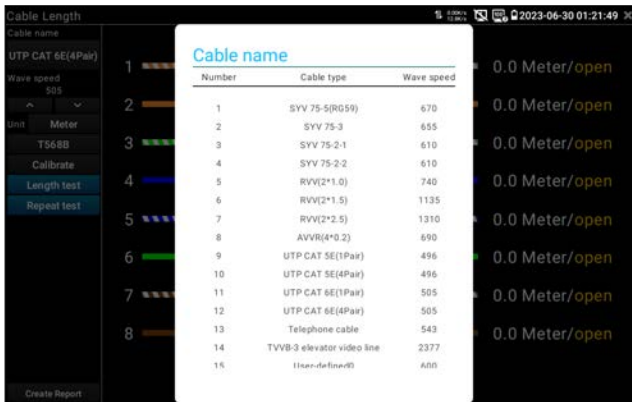 Cable Length
2023-06-30 01:21:49
Cable name
UTP CAT 6E(4Pair)
Wave speed
505
Unit Meter
T568B
Calibrate
Length test
Repeat test
Create Report
1 0.0 Meter/open
2 0.0 Meter/open
3 0.0 Meter/open
4 0.0 Meter/open
5 0.0 Meter/open
6 0.0 Meter/open
7 0.0 Meter/open
8 0.0 Meter/open
Cable name
Number Cable type Wave speed
1 SYV 75-5(RG59) 670
2 SYV 75-3 655
3 SYV 75-2-1 610
4 SYV 75-2-2 610
5 RVV(2*1.0) 740
6 RVV(2*1.5) 1135
7 RVV(2*2.5) 1310
8 AVVR(4*0.2) 690
9 UTP CAT 5E(1Pair) 496
10 UTP CAT 5E(4Pair) 496
11 UTP CAT 6E(1Pair) 505
12 UTP CAT 6E(4Pair) 505
13 Telephone cable 543
14 TVVB-3 elevator video line 2377
15 User-defined0 600